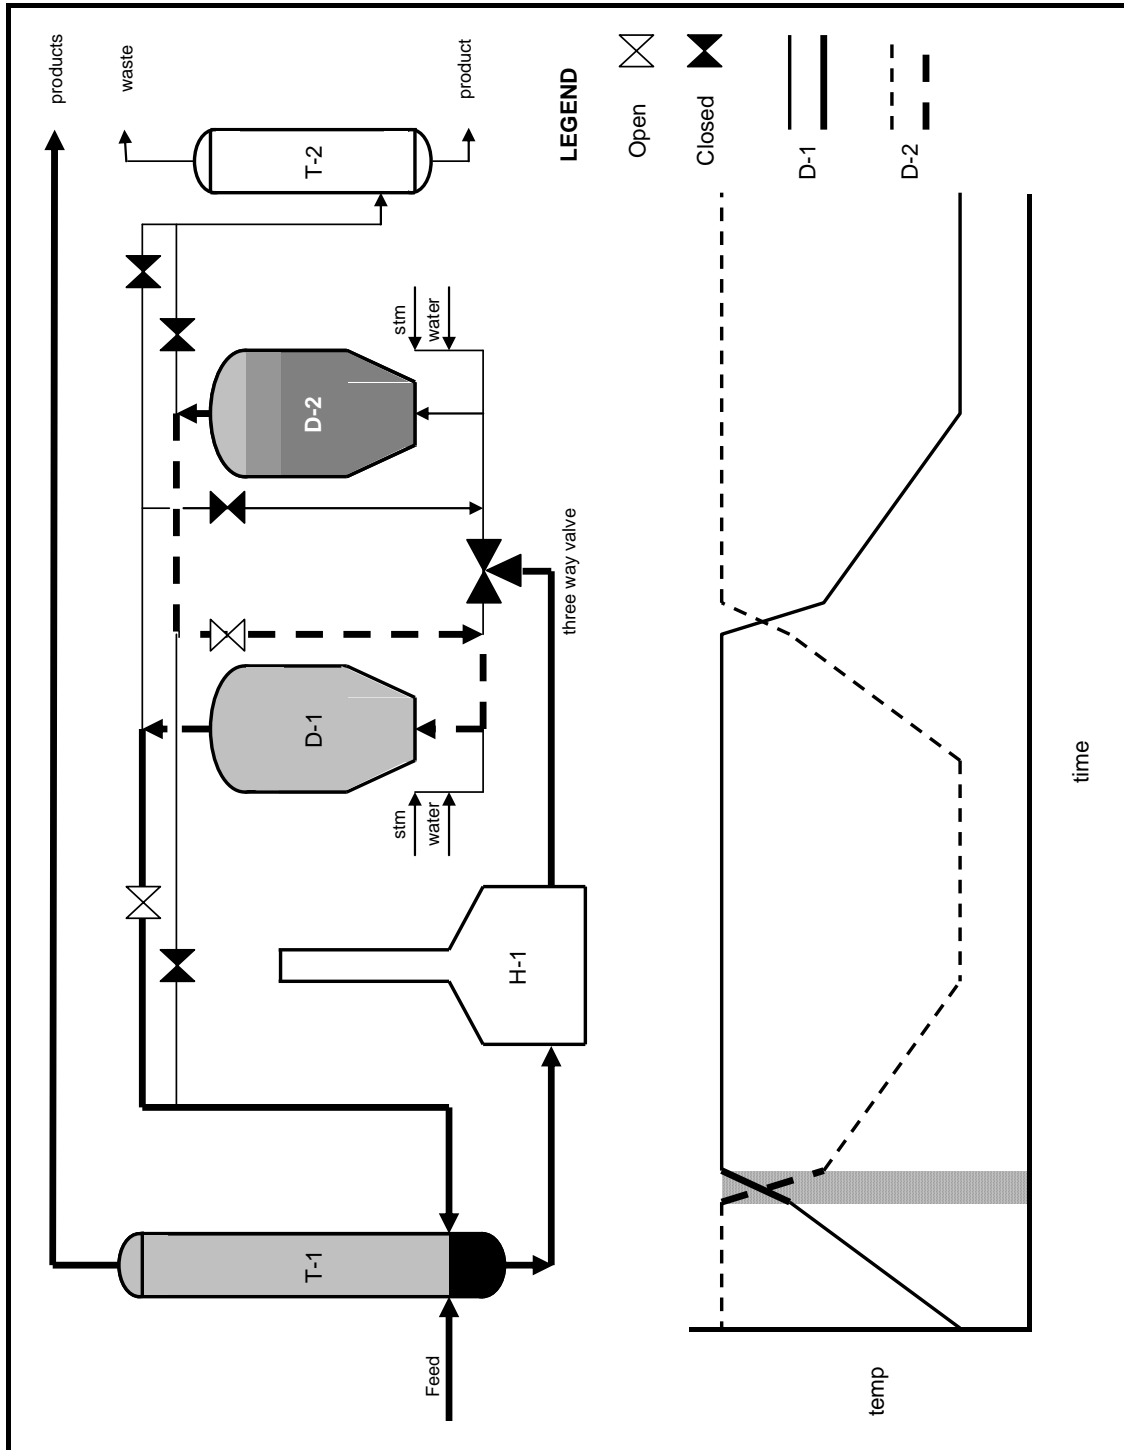 products
waste
T-2
product
LEGEND
Open
Closed
D-1
D-2
stm
water
D-2
three way valve
D-1
stm
water
H-1
T-1
Feed
temp
time